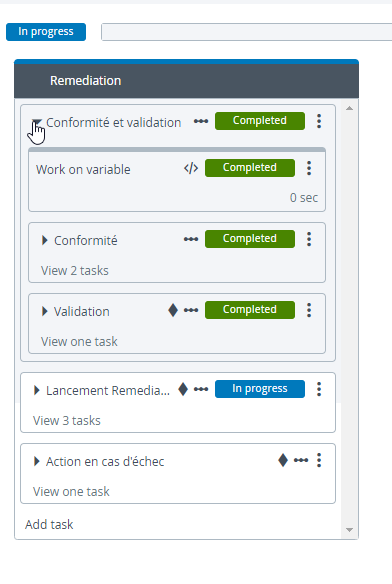 In progress
Remediation
Conformité et validation
Completed
Work on variable
</>
Completed
0 sec
Conformité
Completed
View 2 tasks
Validation
Completed
View one task
Lancement Remedia...
In progress
View 3 tasks
Action en cas d'échec
View one task
Add task